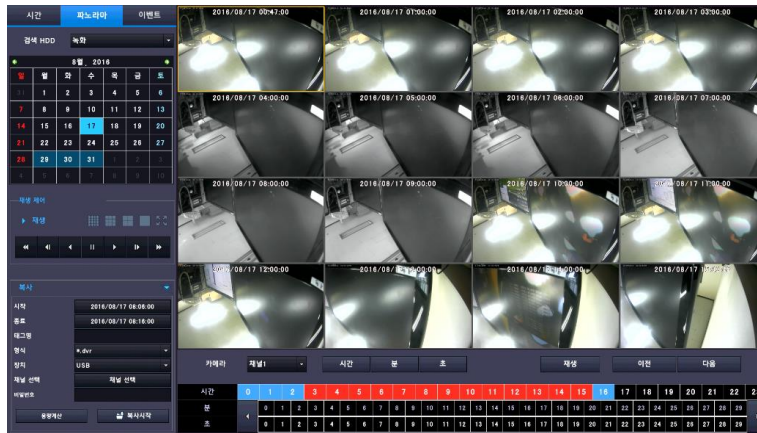 시간 파노라마 이벤트
검색 HDD 녹화
8월, 2016
일 월 화 수 목 금 토
31 1 2 3 4 5 6
7 8 9 10 11 12 13
14 15 16 17 18 19 20
21 22 23 24 25 26 27
28 29 30 31 1 2 3
4 5 6 7 8 9 10
재생 제어
재생
복사
시작 2016/08/17 08:06:00
종료 2016/08/17 08:16:00
태그명
형식 *.dvr
장치 USB
채널 선택 채널 선택
비밀번호
용량계산 복사시작
2016/08/17 00:47:00 2016/08/17 01:00:00 2016/08/17 02:00:00 2016/08/17 03:00:00
2016/08/17 04:00:00 2016/08/17 05:00:00 2016/08/17 06:00:00 2016/08/17 07:00:00
2016/08/17 08:00:00 2016/08/17 09:00:00 2016/08/17 10:00:00 2016/08/17 11:00:00
2016/08/17 12:00:00 2016/08/17
카메라 채널1 시간 분 초 재생 이전 다음
시간 0 1 2 3 4 5 6 7 8 9 10 11 12 13 14 15 16 17 18 19 20 21 22
분 0 1 2 3 4 5 6 7 8 9 10 11 12 13 14 15 16 17 18 19 20 21 22 23 24 25 26 27 28 29
초 0 1 2 3 4 5 6 7 8 9 10 11 12 13 14 15 16 17 18 19 20 21 22 23 24 25 26 27 28 29